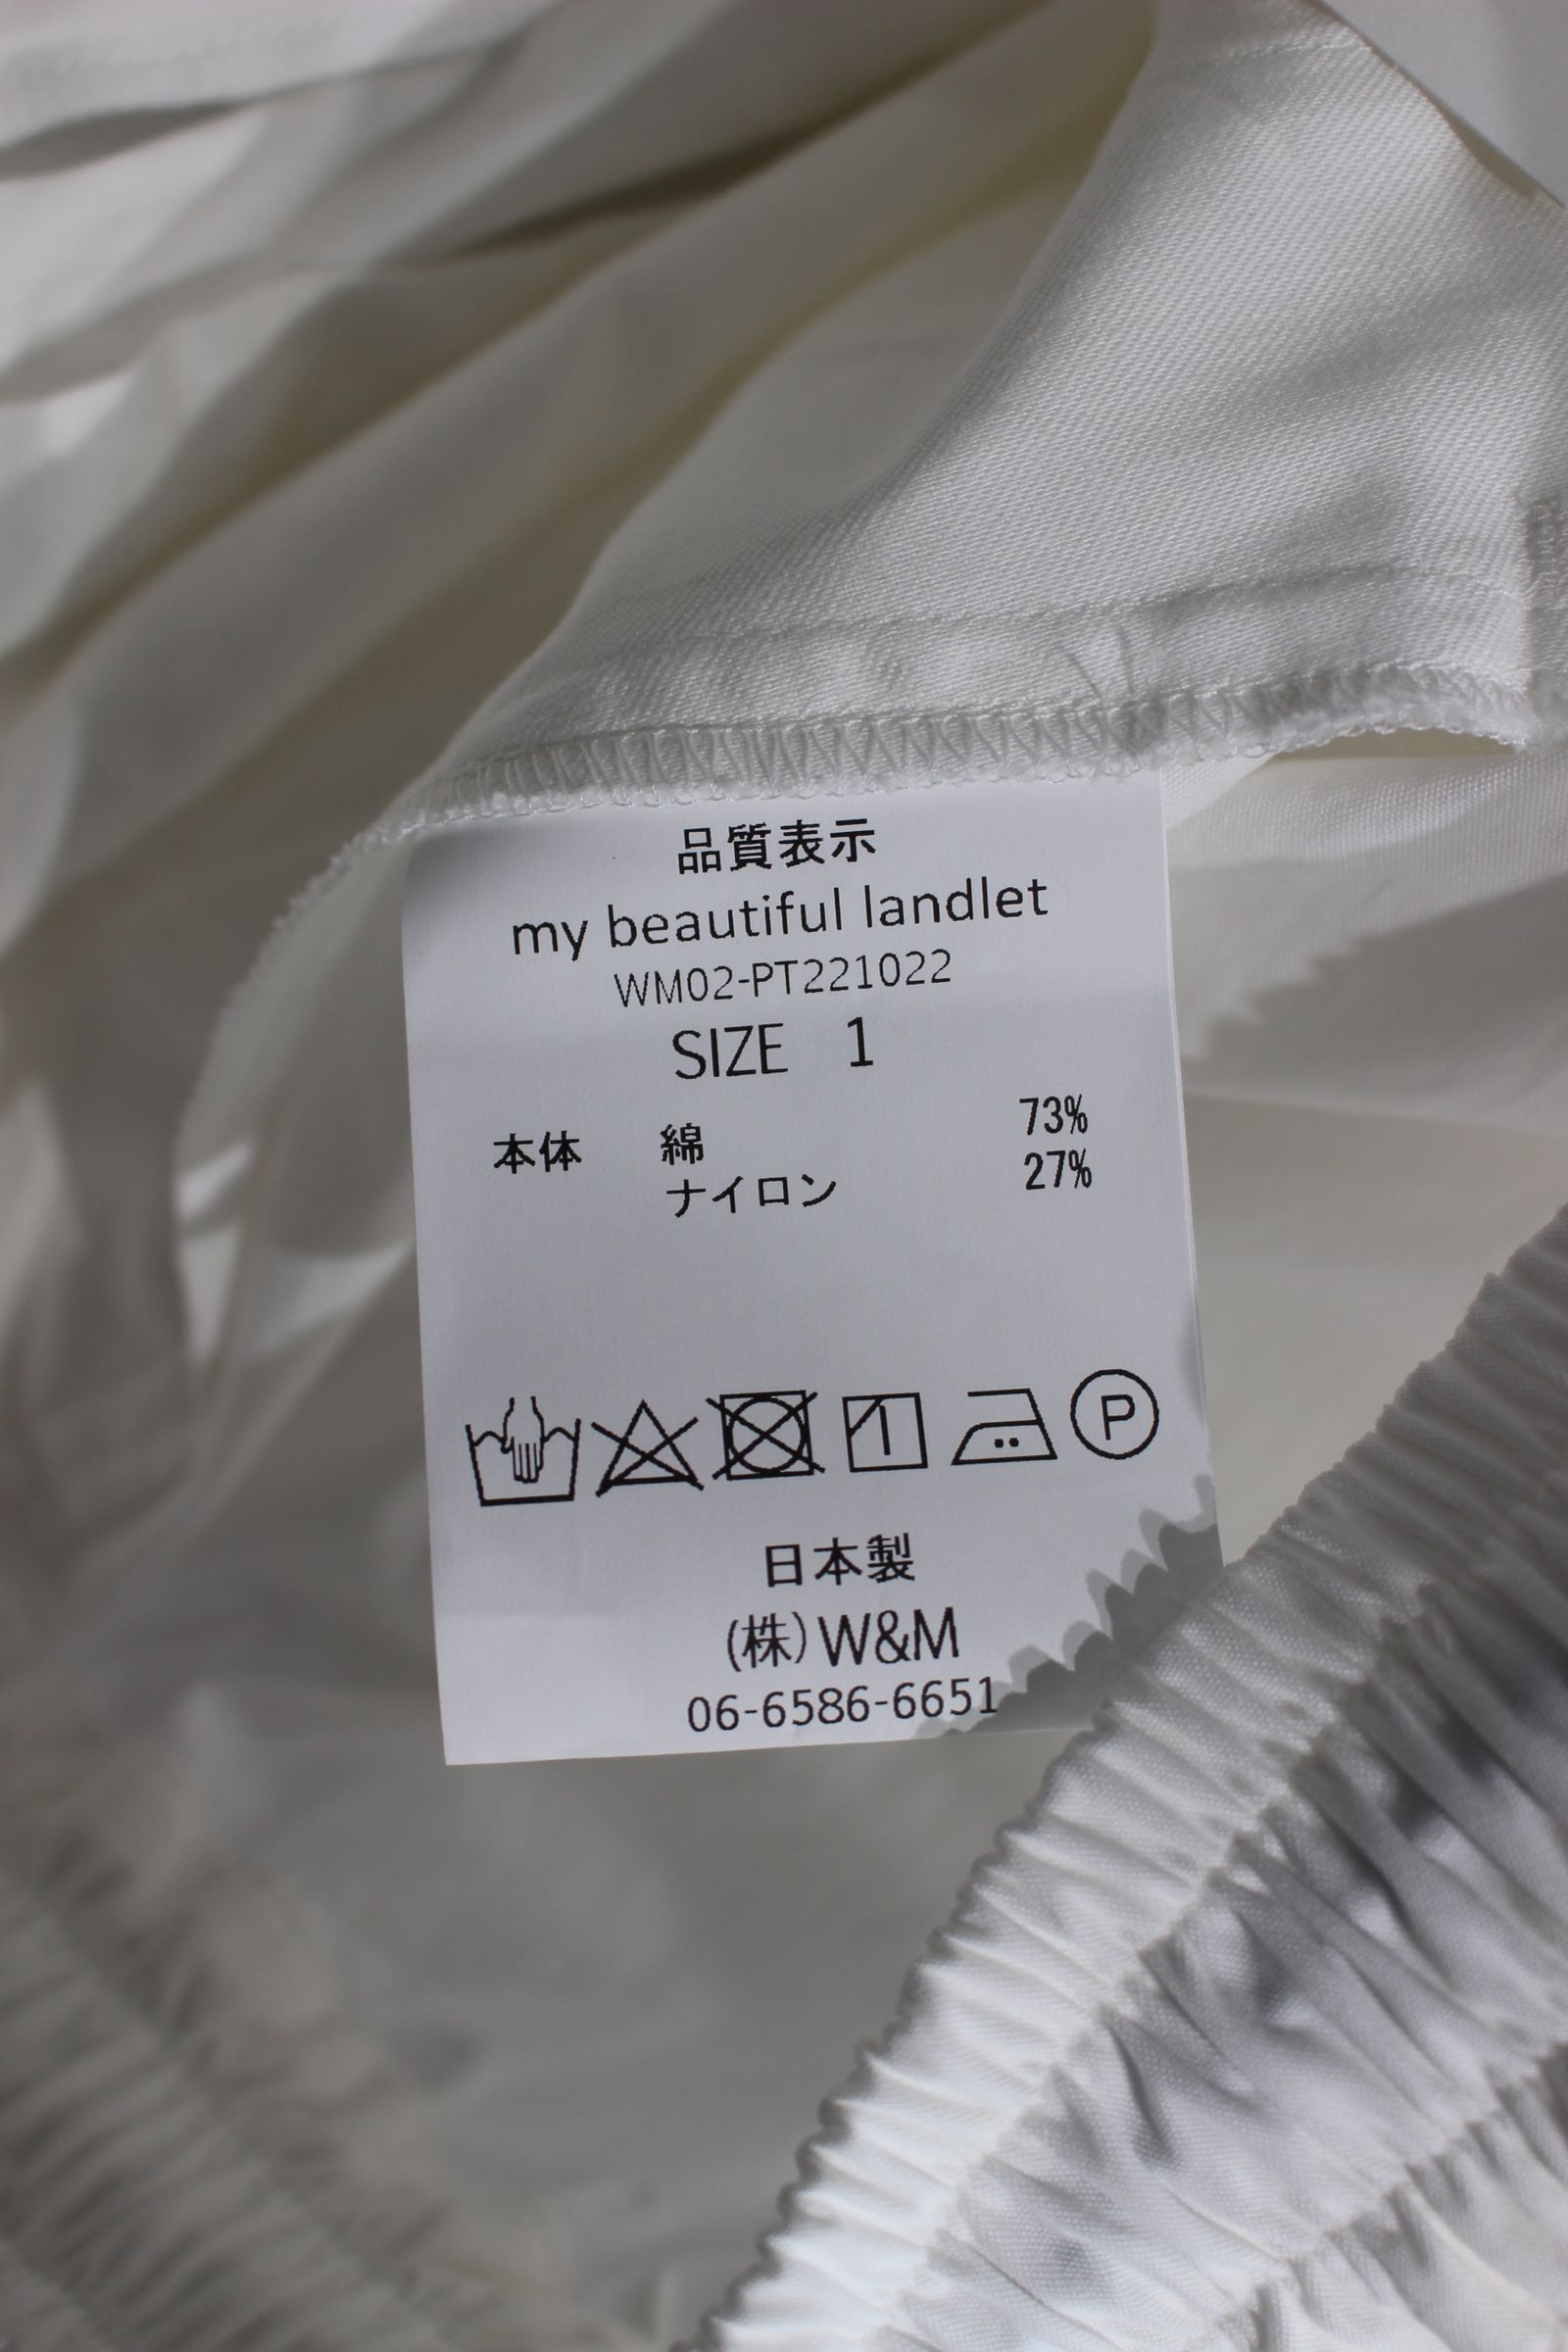 品質表示
my beautiful landlet
WM02-PT221022
SIZE 1
本体 綿 73%
ナイロン 27%
P
日本製
(株)W&M
06-6586-6651